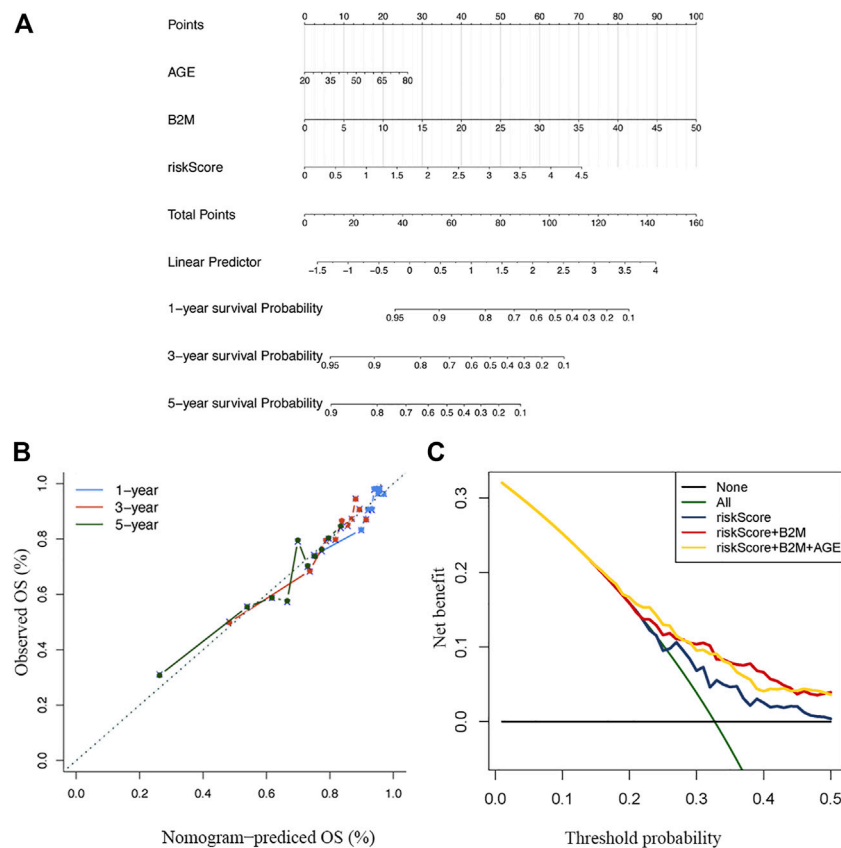 A
Points
0 10 20 30 40 50 60 70 80 90 100
AGE
20 35 50 65 80
B2M
0 5 10 15 20 25 30 35 40 45 50
riskScore
0 0.5 1 1.5 2 2.5 3 3.5 4 4.5
Total Points
0 20 40 60 80 100 120 140 160
Linear Predictor
−1.5 −1 −0.5 0 0.5 1 1.5 2 2.5 3 3.5 4
1−year survival Probability
0.95 0.9 0.8 0.7 0.6 0.5 0.4 0.3 0.2 0.1
3−year survival Probability
0.95 0.9 0.8 0.7 0.6 0.5 0.4 0.3 0.2 0.1
5−year survival Probability
0.9 0.8 0.7 0.6 0.5 0.4 0.3 0.2 0.1
B
1−year
3−year
5−year
Observed OS (%)
1.0
0.8
0.6
0.4
0.2
0.0
0.0 0.2 0.4 0.6 0.8 1.0
Nomogram−prediced OS (%)
C
None
All
riskScore
riskScore+B2M
riskScore+B2M+AGE
Net benefit
0.3
0.2
0.1
0.0
0.0 0.1 0.2 0.3 0.4 0.5
Threshold probability